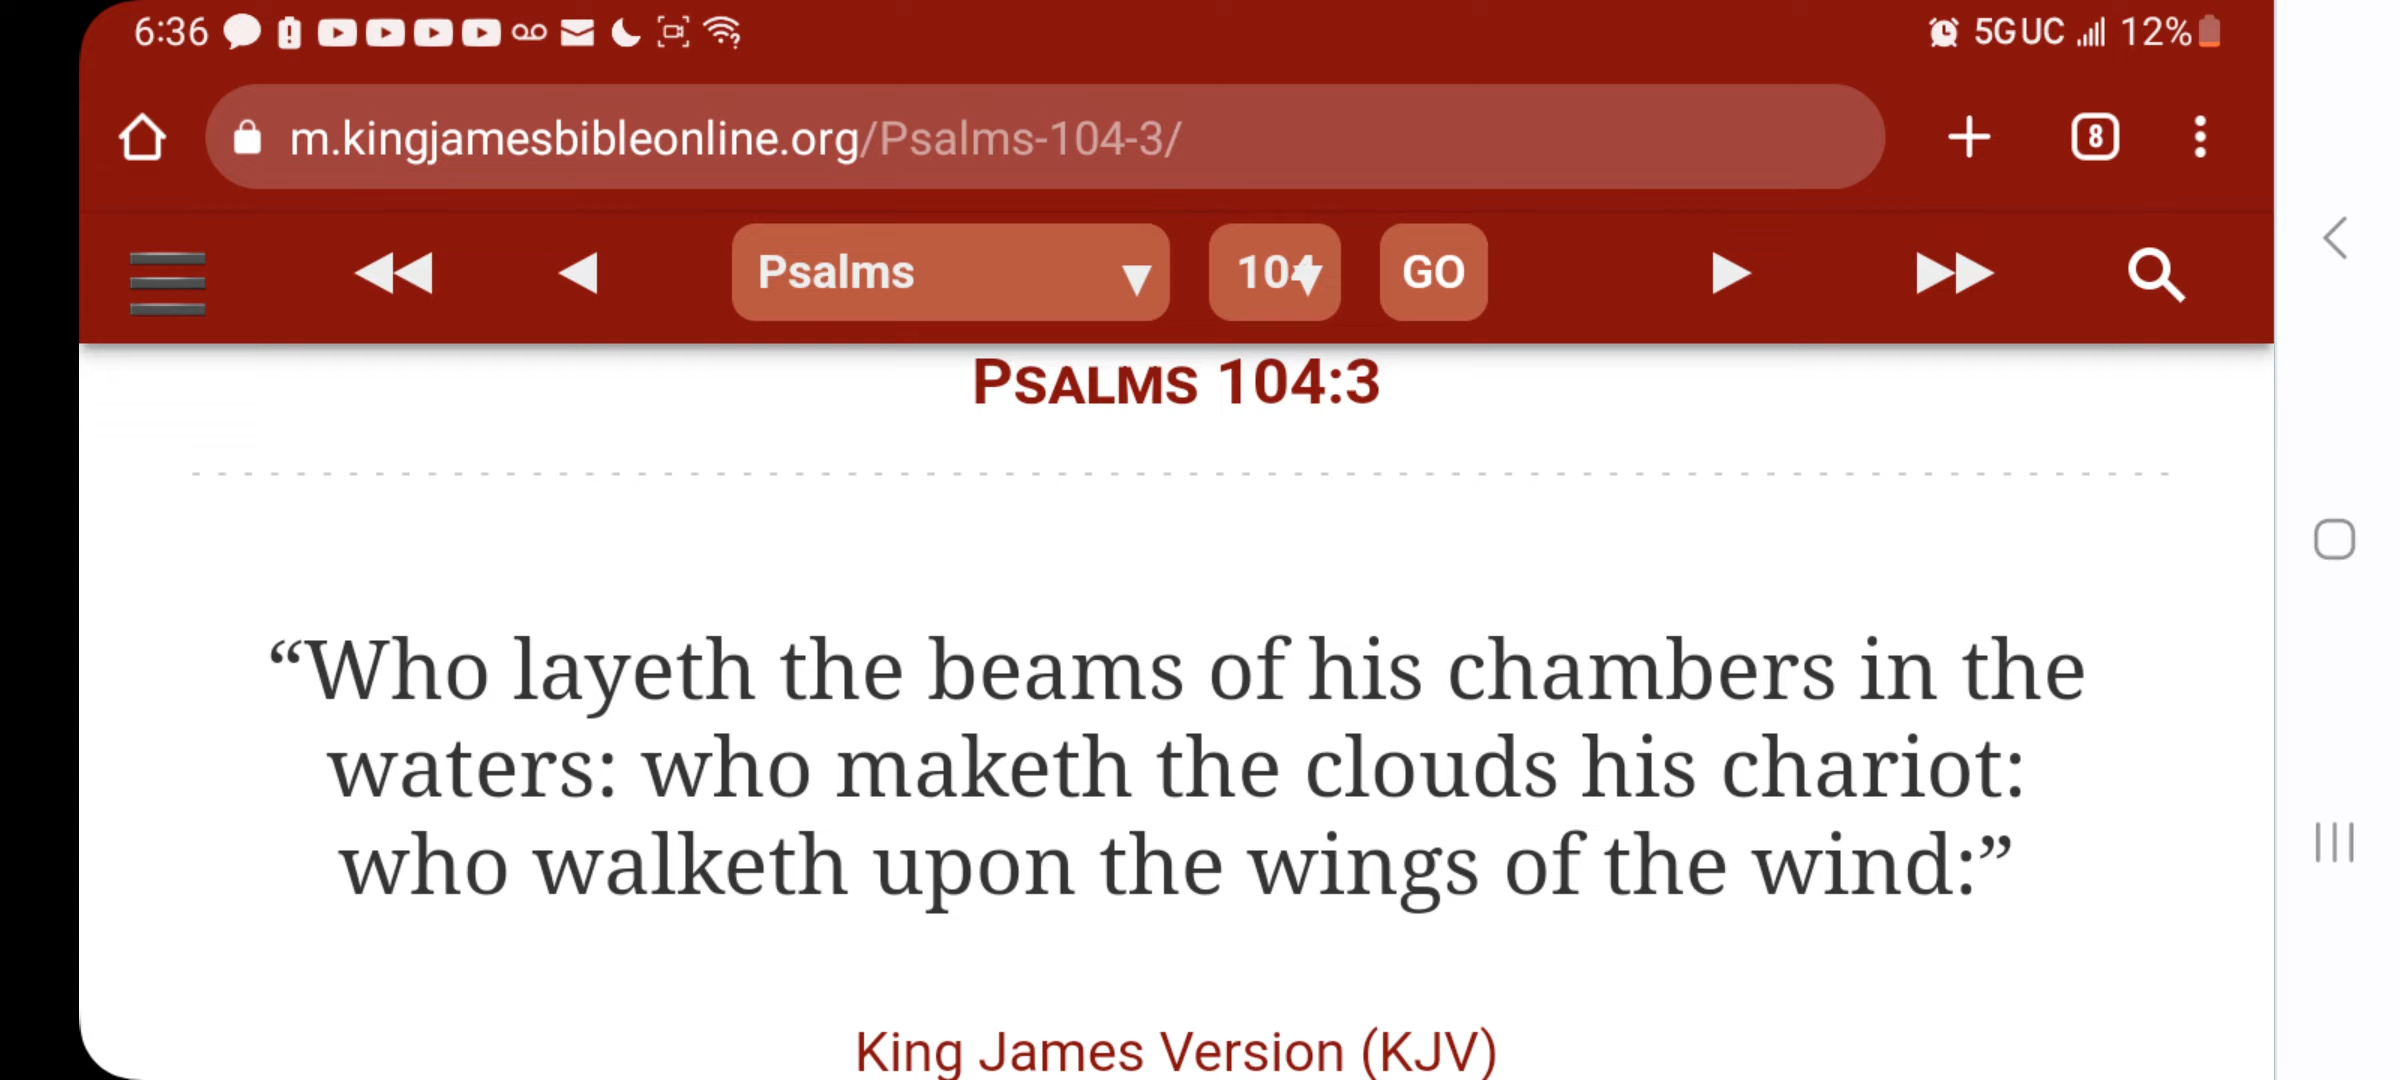 6:36 5G UC 12%
m.kingjamesbibleonline.org/Psalms-104-3/ 8
Psalms 104 GO
PSALMS 104:3
“Who layeth the beams of his chambers in the
waters: who maketh the clouds his chariot:
who walketh upon the wings of the wind:”
King James Version (KJV)